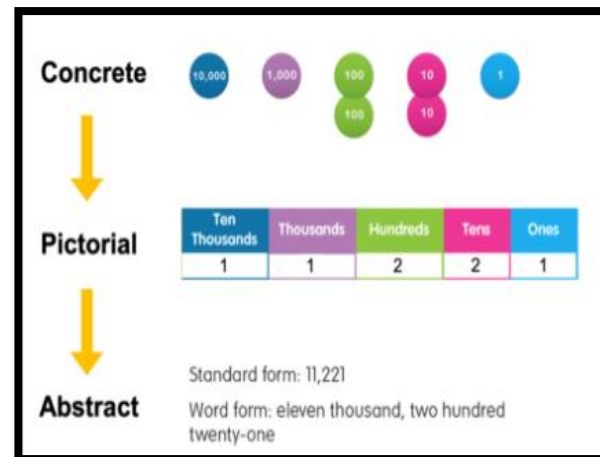 Concrete
10,000 1,000 100 10 1
100 10
Pictorial
Ten Thousands Thousands Hundreds Tens Ones
1 1 2 2 1
Abstract
Standard form: 11,221
Word form: eleven thousand, two hundred
twenty-one